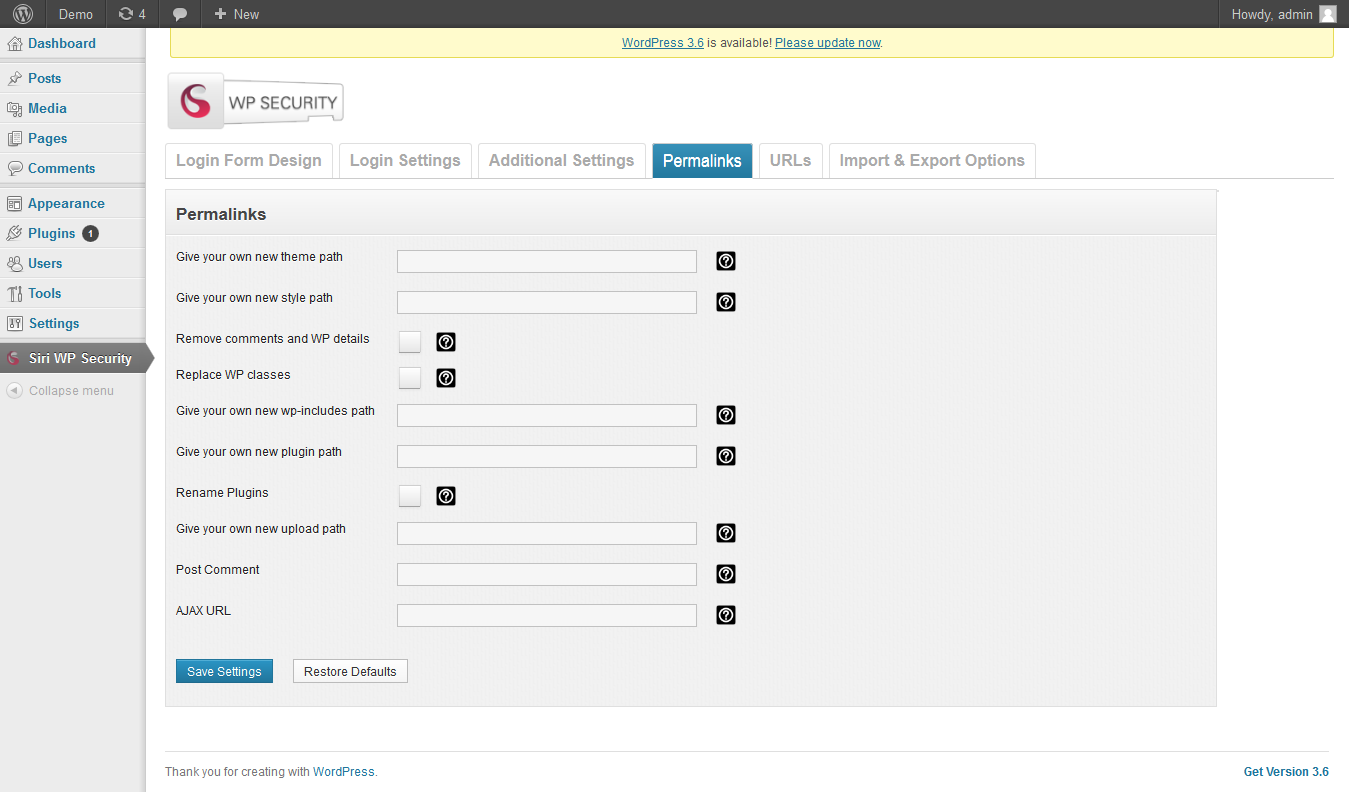 Demo 4 New Howdy, admin
Dashboard
Posts
Media
Pages
Comments
Appearance
Plugins 1
Users
Tools
Settings
Siri WP Security
Collapse menu
WordPress 3.6 is available! Please update now.
WP SECURITY
Login Form Design Login Settings Additional Settings Permalinks URLs Import & Export Options
Permalinks
Give your own new theme path ?
Give your own new style path ?
Remove comments and WP details ?
Replace WP classes ?
Give your own new wp-includes path ?
Give your own new plugin path ?
Rename Plugins ?
Give your own new upload path ?
Post Comment ?
AJAX URL ?
Save Settings Restore Defaults
Thank you for creating with WordPress. Get Version 3.6